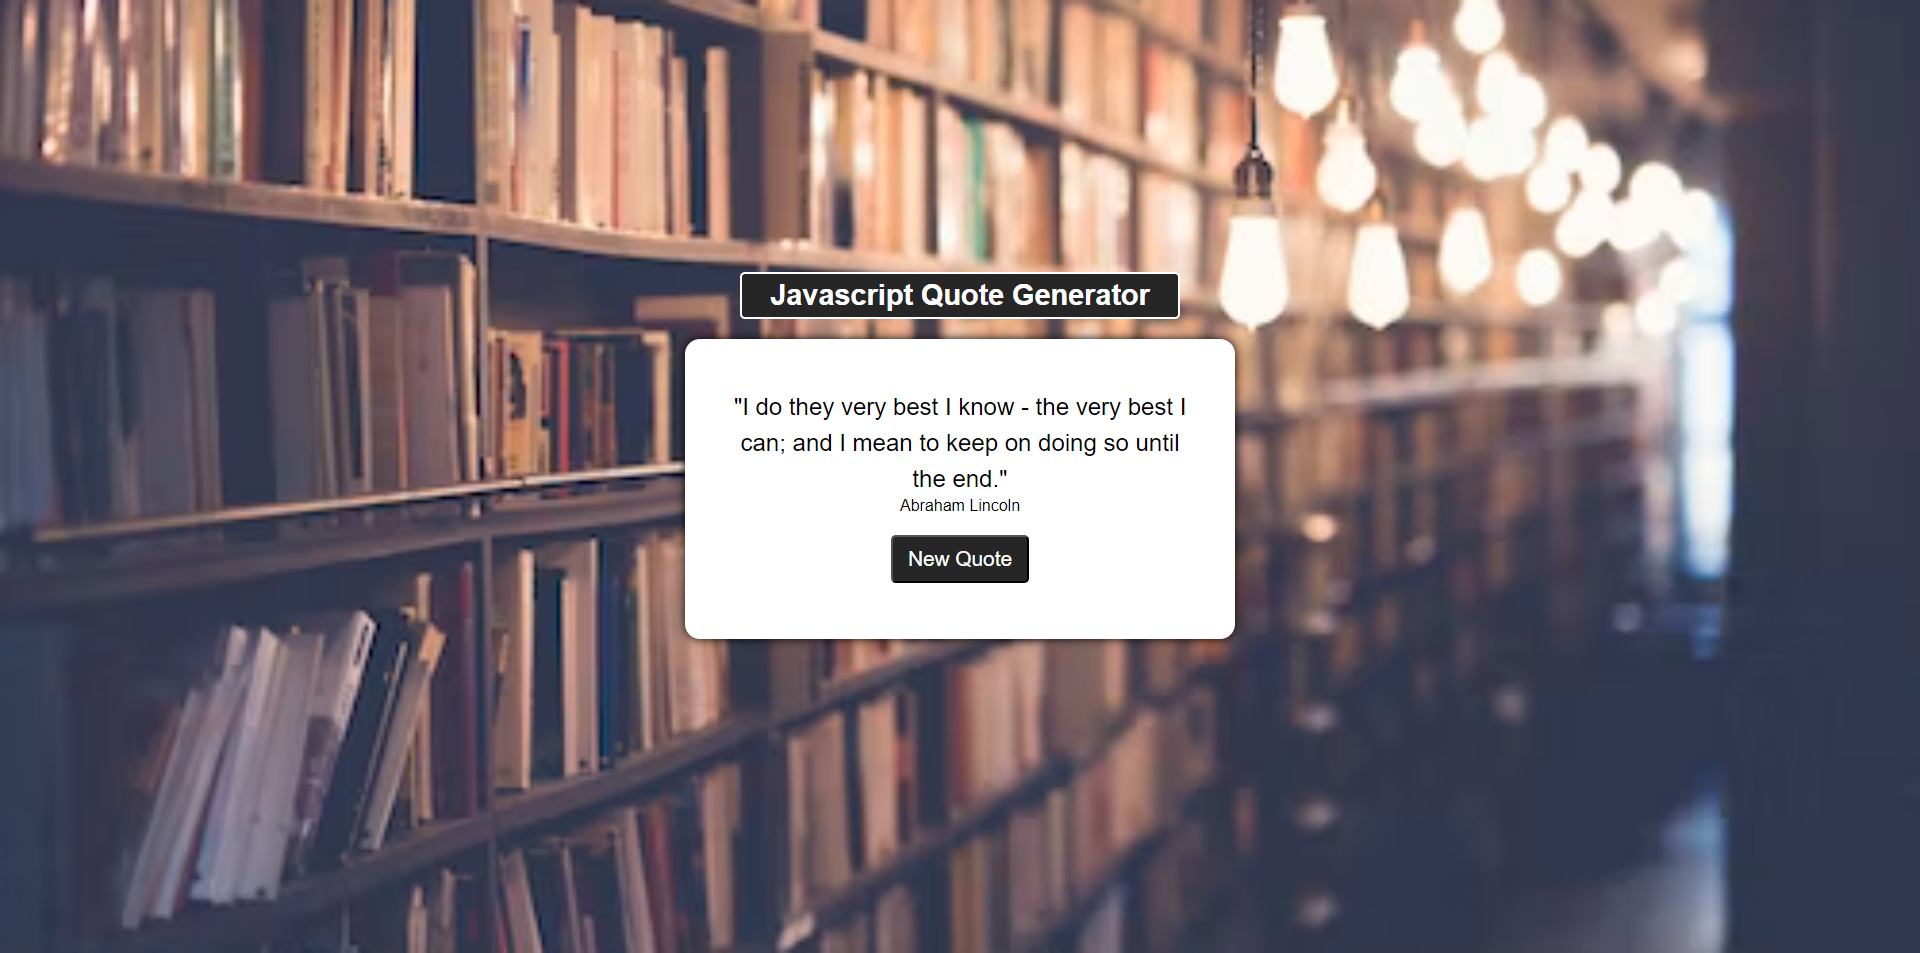 Javascript Quote Generator
"I do they very best I know - the very best I
can; and I mean to keep on doing so until
the end."
Abraham Lincoln
New Quote